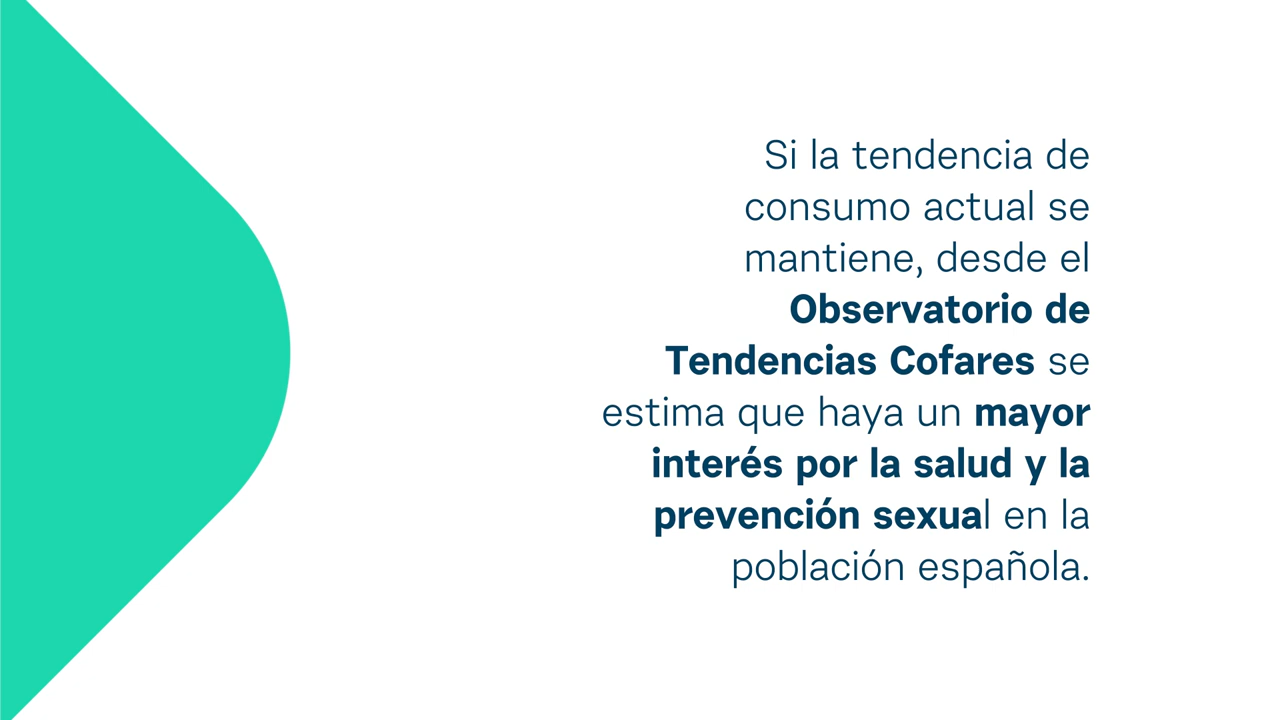 Si la tendencia de
consumo actual se
mantiene, desde el
Observatorio de
Tendencias Cofares se
estima que haya un mayor
interés por la salud y la
prevención sexual en la
población española.